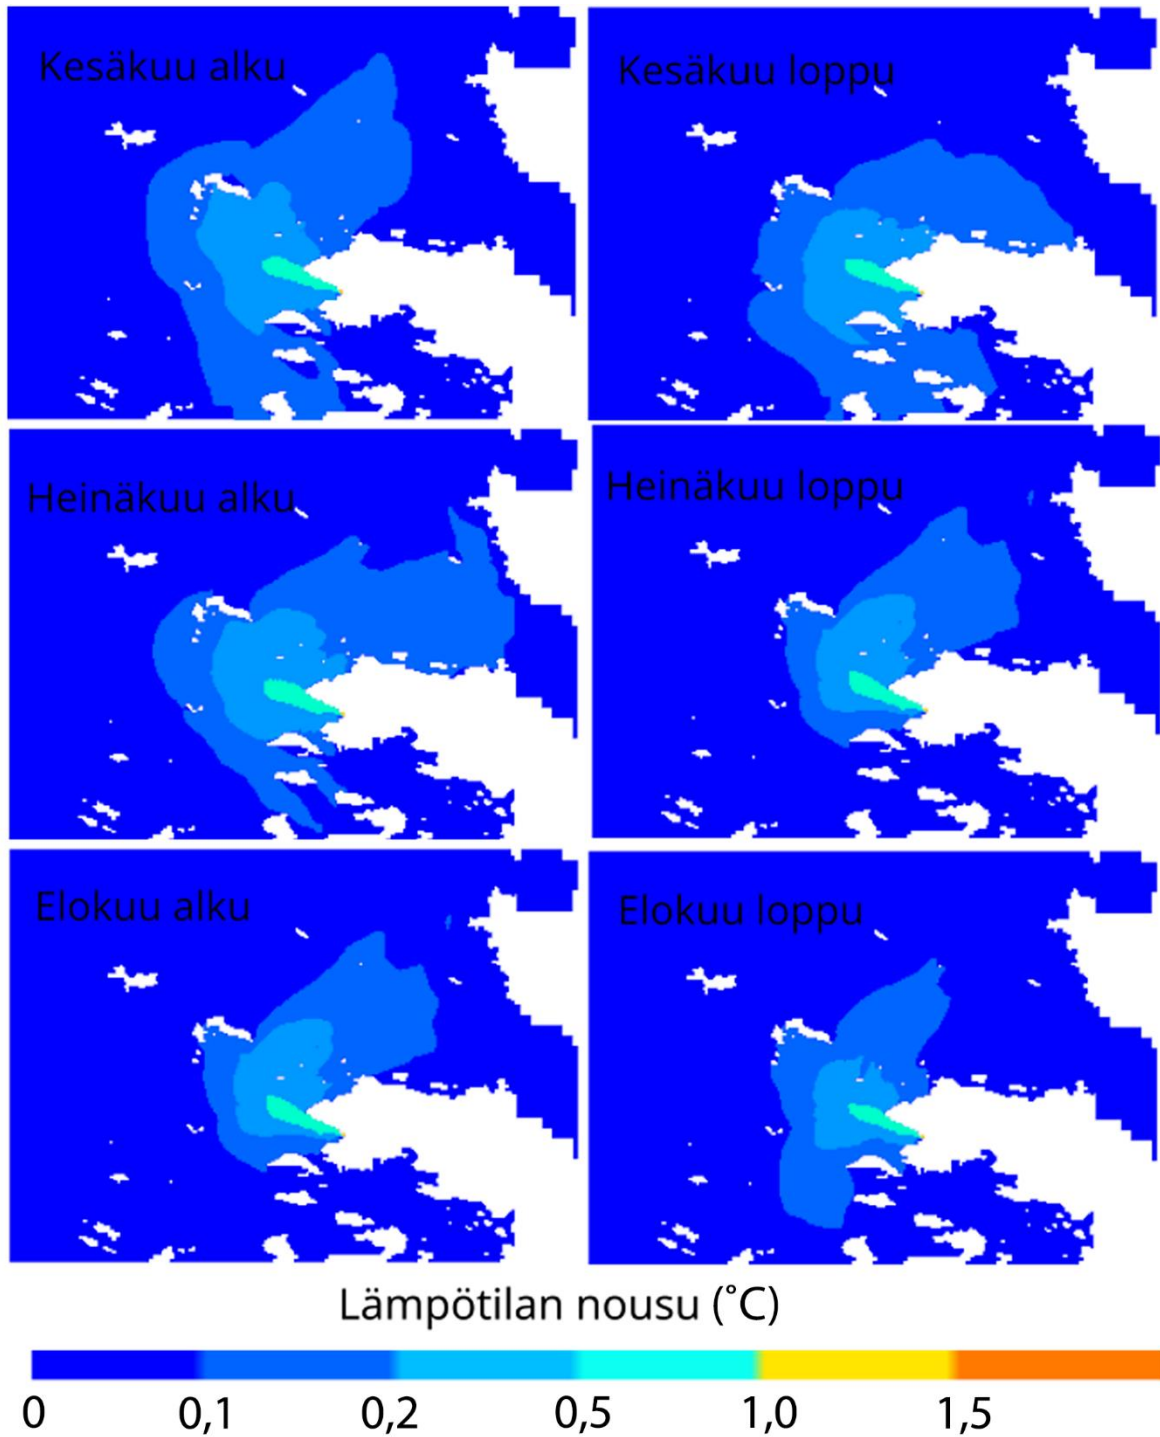 Kesäkuu alku
Kesäkuu loppu
Heinäkuu alku
Heinäkuu loppu
Elokuu alku
Elokuu loppu
Lämpötilan nousu (˚C)
0 0,1 0,2 0,5 1,0 1,5